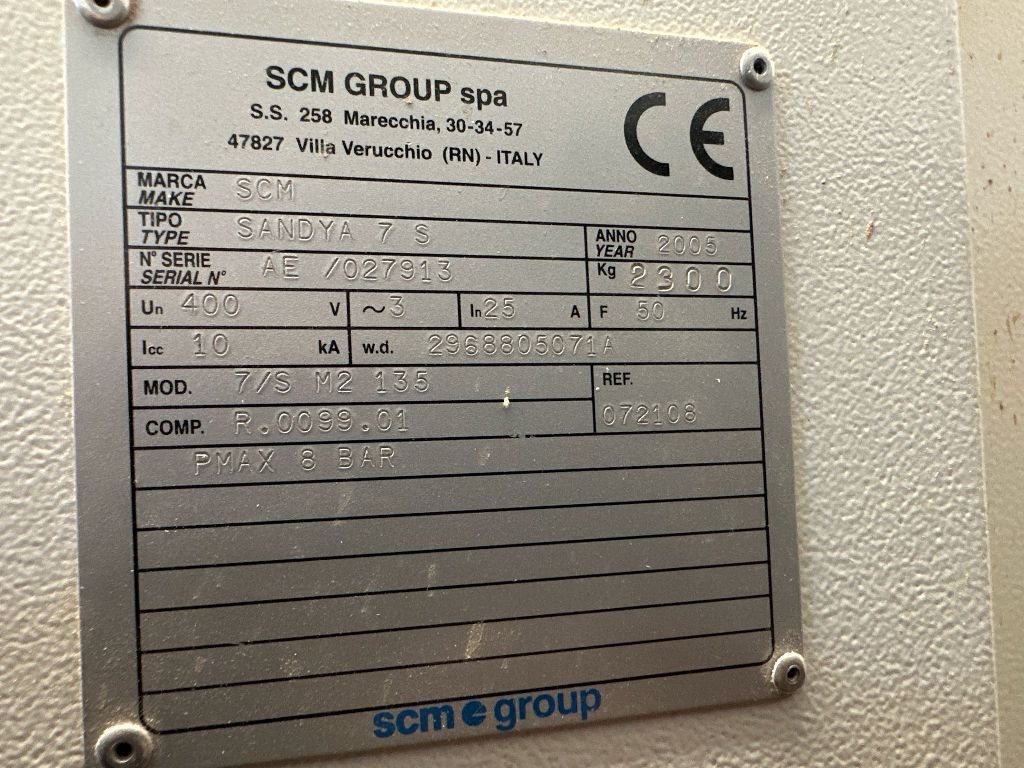 SCM GROUP spa
S.S. 258 Marecchia, 30-34-57
47827 Villa Verucchio (RN) - ITALY
CE
MARCA MAKE SCM
TIPO TYPE SANDYA 7 S
ANNO YEAR 2005
N° SERIE SERIAL N° AE /027913
Kg 2300
Un 400 V ~3 In 25 A F 50 Hz
Icc 10 kA w.d. 2968805071A
MOD. 7/S M2 135
REF. 072108
COMP. R.0099.01
PMAX 8 BAR
scm group